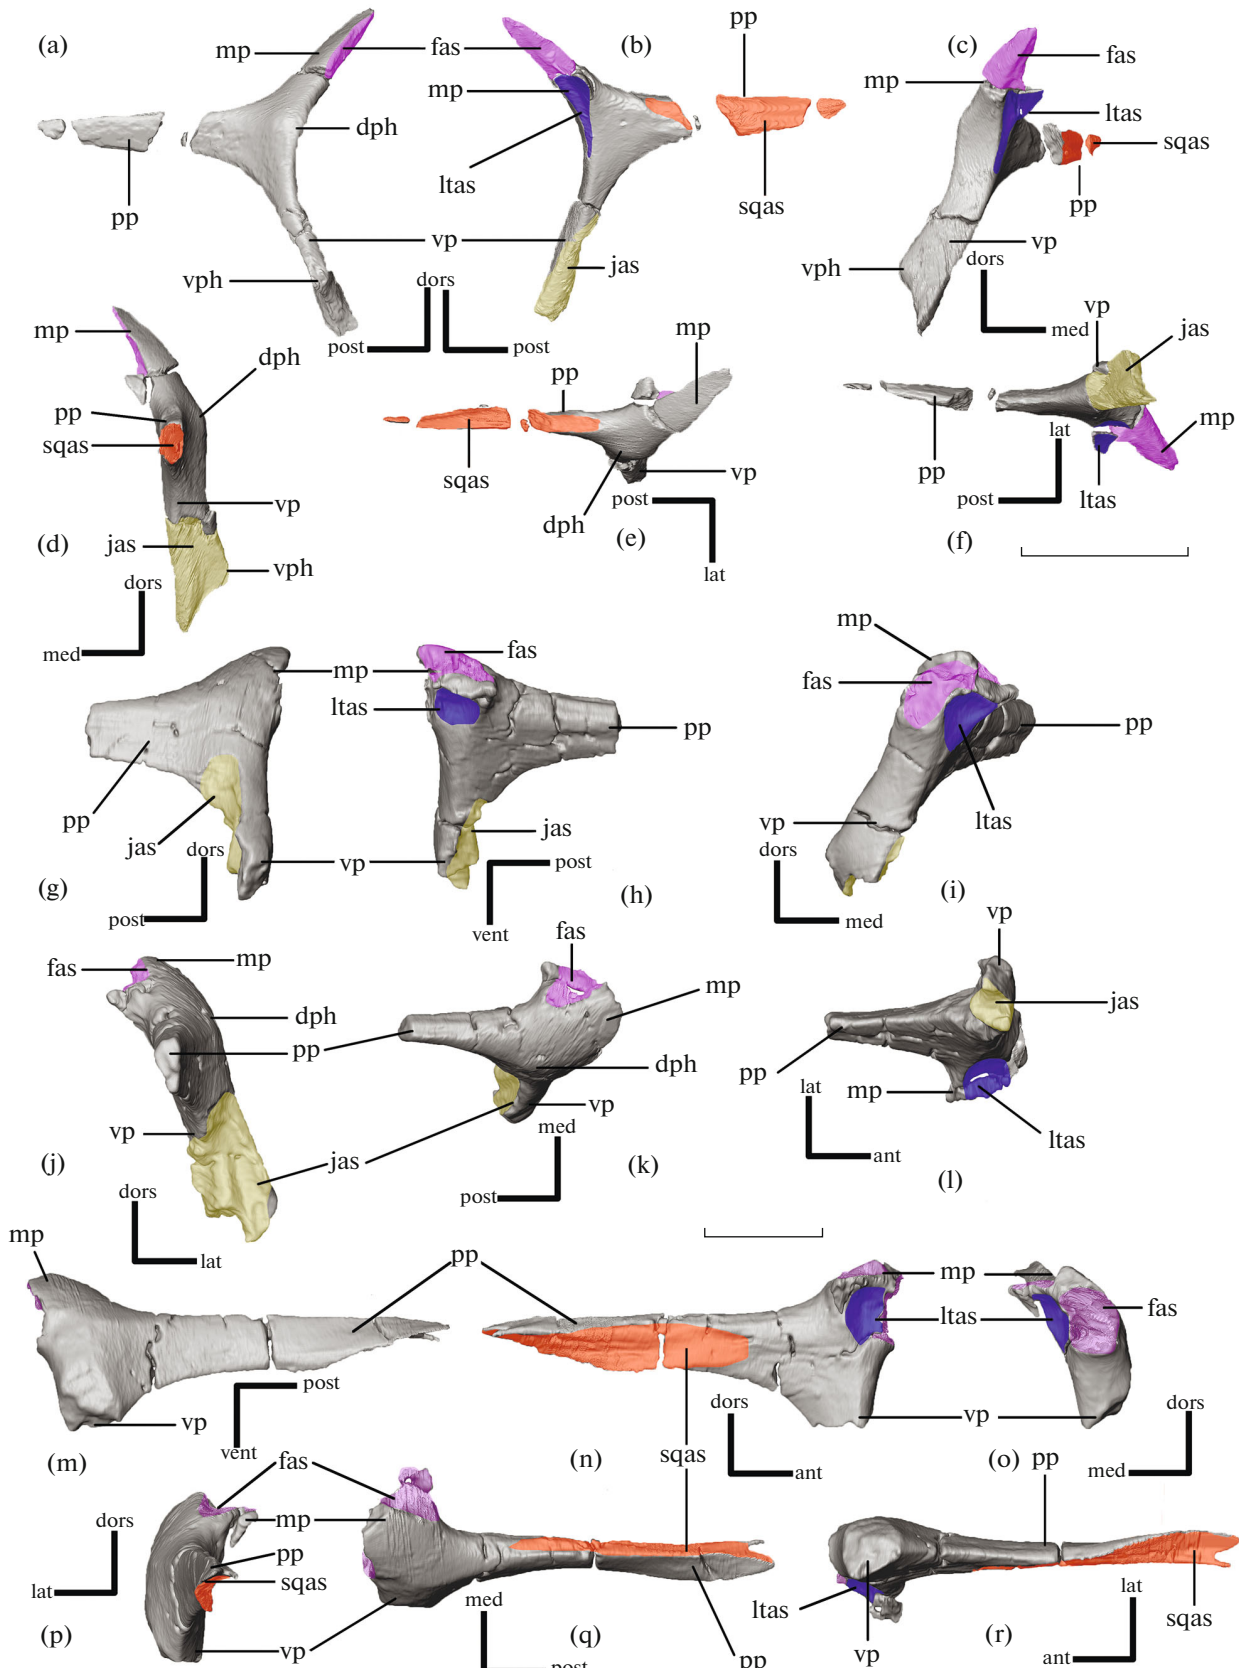 (a)
mp
fas
dph
pp
vp
vph
dors
post
(b)
pp
mp
ltas
sqas
jas
post
(c)
fas
mp
ltas
sqas
pp
vp
vph
dors
med
(d)
mp
dph
pp
sqas
vp
jas
vph
dors
med
(e)
mp
pp
sqas
vp
dph
post
lat
(f)
vp
jas
mp
pp
lat
ltas
post
(g)
mp
pp
jas
dors
vp
post
(h)
fas
ltas
pp
jas
post
vent
(i)
mp
fas
pp
ltas
vp
dors
med
(j)
fas
mp
dph
pp
vp
jas
dors
lat
(k)
fas
mp
dph
vp
med
post
(l)
vp
jas
pp
mp
lat
ltas
ant
(m)
mp
pp
post
vp
vent
(n)
mp
ltas
dors
vp
sqas
ant
(o)
fas
dors
med
(p)
fas
dors
mp
pp
lat
sqas
vp
(q)
med
post
pp
(r)
pp
ltas
vp
lat
sqas
ant